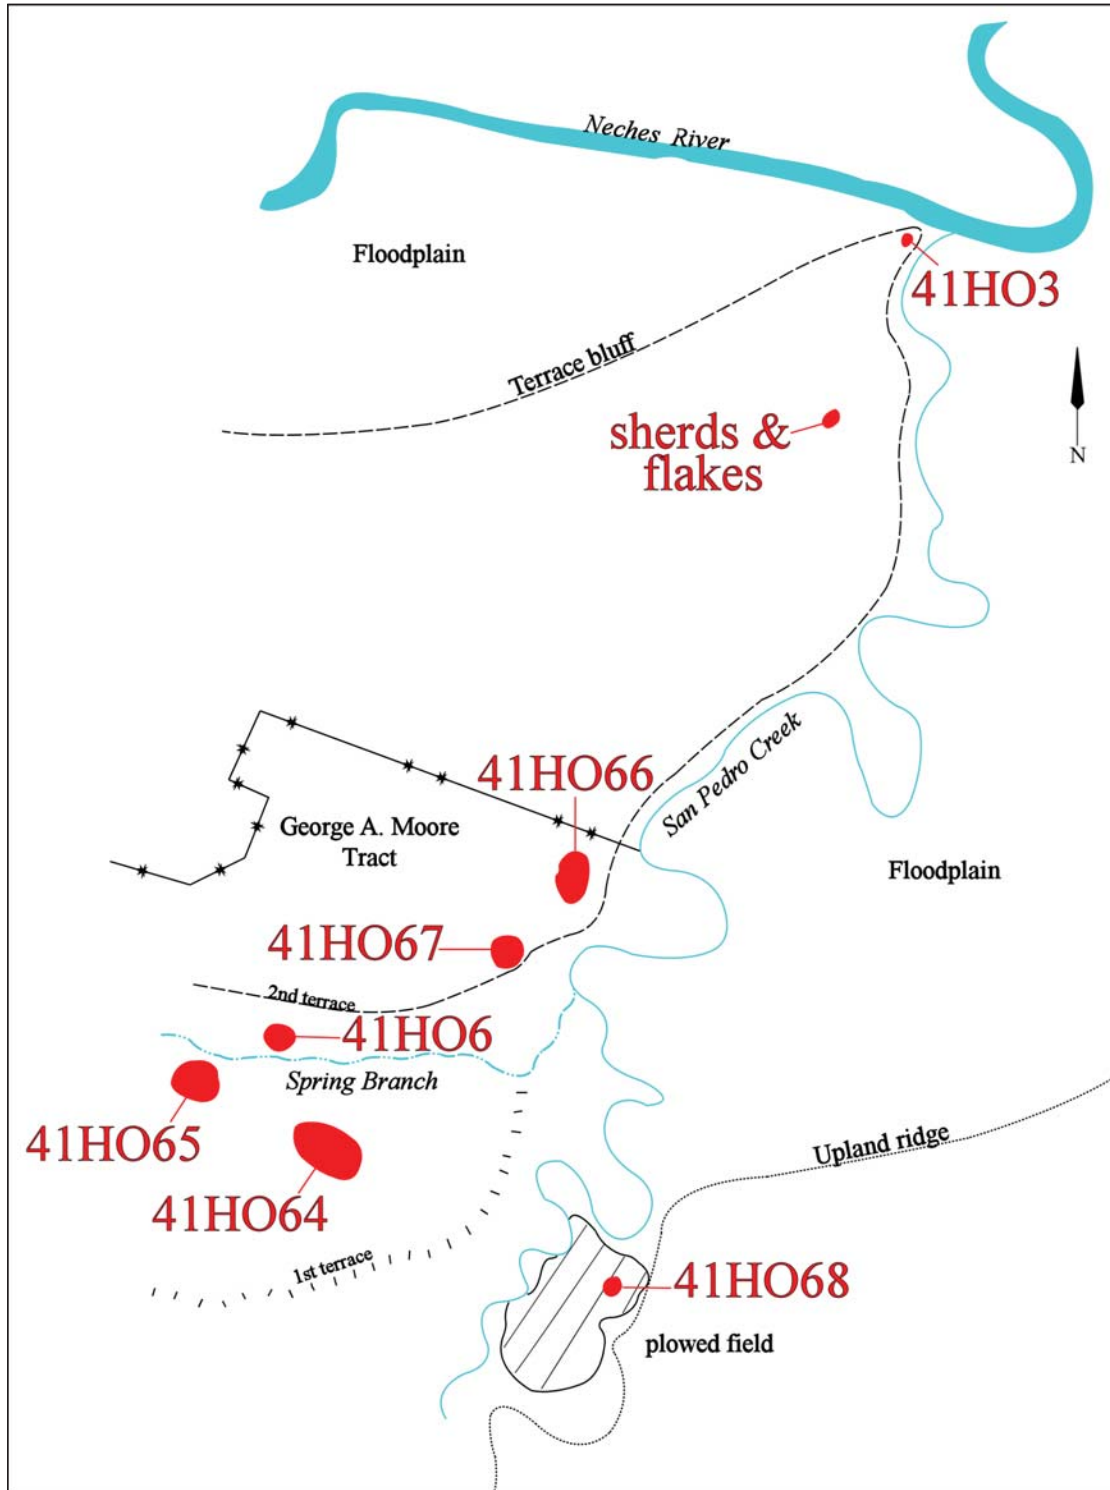 Neches River
Floodplain
41HO3
Terrace bluff
sherds &
flakes
N
San Pedro Creek
41HO66
George A. Moore
Tract
Floodplain
41HO67
2nd terrace
41HO6
Spring Branch
41HO65
Upland ridge
41HO64
1st terrace
41HO68
plowed field